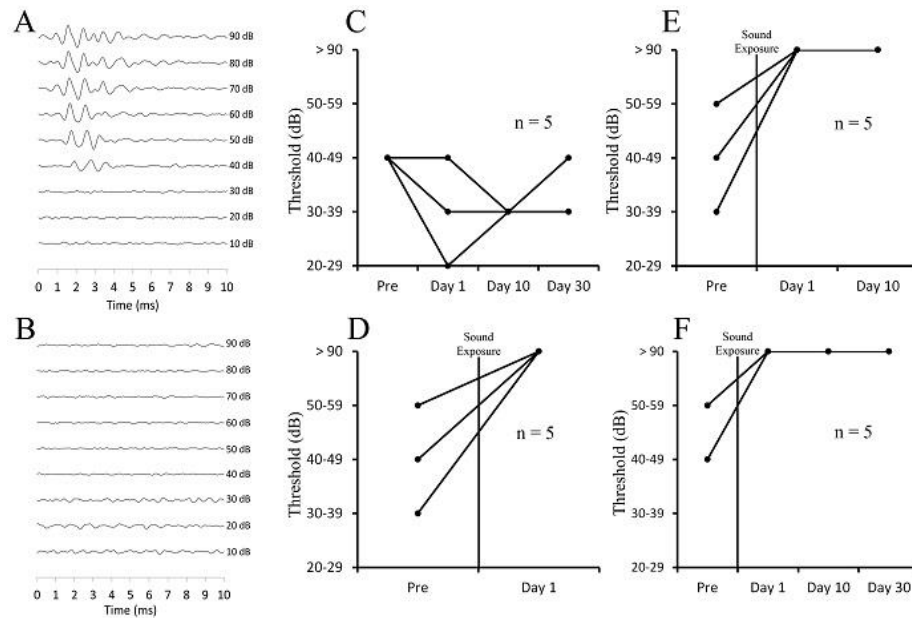 A
90 dB
80 dB
70 dB
60 dB
50 dB
40 dB
30 dB
20 dB
10 dB
0 1 2 3 4 5 6 7 8 9 10
Time (ms)
B
90 dB
80 dB
70 dB
60 dB
50 dB
40 dB
30 dB
20 dB
10 dB
0 1 2 3 4 5 6 7 8 9 10
Time (ms)
C
> 90
50-59
40-49
30-39
20-29
Threshold (dB)
n = 5
Pre Day 1 Day 10 Day 30
D
Sound
Exposure
> 90
50-59
40-49
30-39
20-29
Threshold (dB)
n = 5
Pre Day 1
E
Sound
Exposure
> 90
50-59
40-49
30-39
20-29
Threshold (dB)
n = 5
Pre Day 1 Day 10
F
Sound
Exposure
> 90
50-59
40-49
30-39
20-29
Threshold (dB)
n = 5
Pre Day 1 Day 10 Day 30